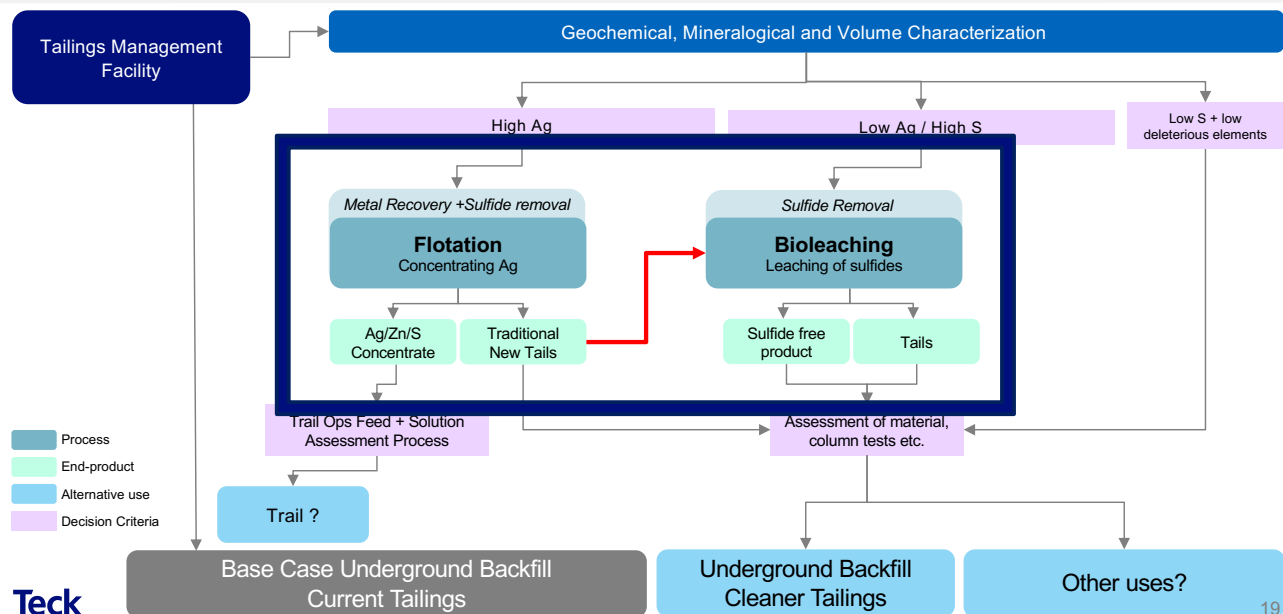 Tailings Management
Facility
Geochemical, Mineralogical and Volume Characterization
High Ag
Low Ag / High S
Low S + low
deleterious elements
Metal Recovery +Sulfide removal
Flotation
Concentrating Ag
Sulfide Removal
Bioleaching
Leaching of sulfides
Ag/Zn/S
Concentrate
Traditional
New Tails
Sulfide free
product
Tails
Trail Ops Feed + Solution
Assessment Process
Assessment of material,
column tests etc.
Process
End-product
Alternative use
Decision Criteria
Trail ?
Base Case Underground Backfill
Current Tailings
Underground Backfill
Cleaner Tailings
Other uses?
Teck
19